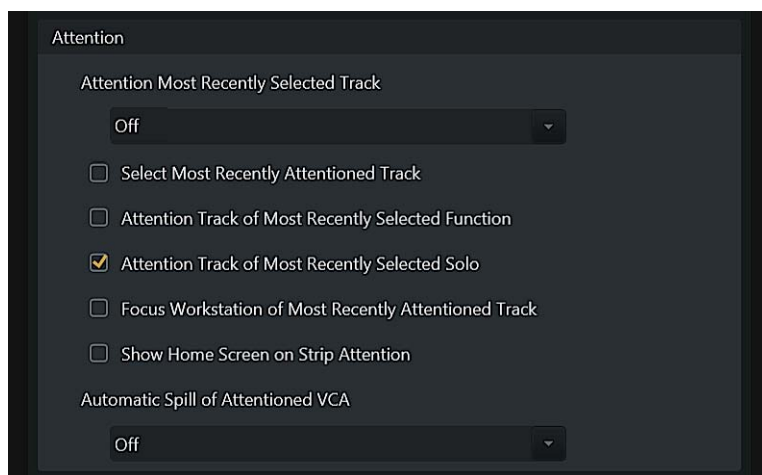 Attention
Attention Most Recently Selected Track
Off
Select Most Recently Attentioned Track
Attention Track of Most Recently Selected Function
Attention Track of Most Recently Selected Solo
Focus Workstation of Most Recently Attentioned Track
Show Home Screen on Strip Attention
Automatic Spill of Attentioned VCA
Off